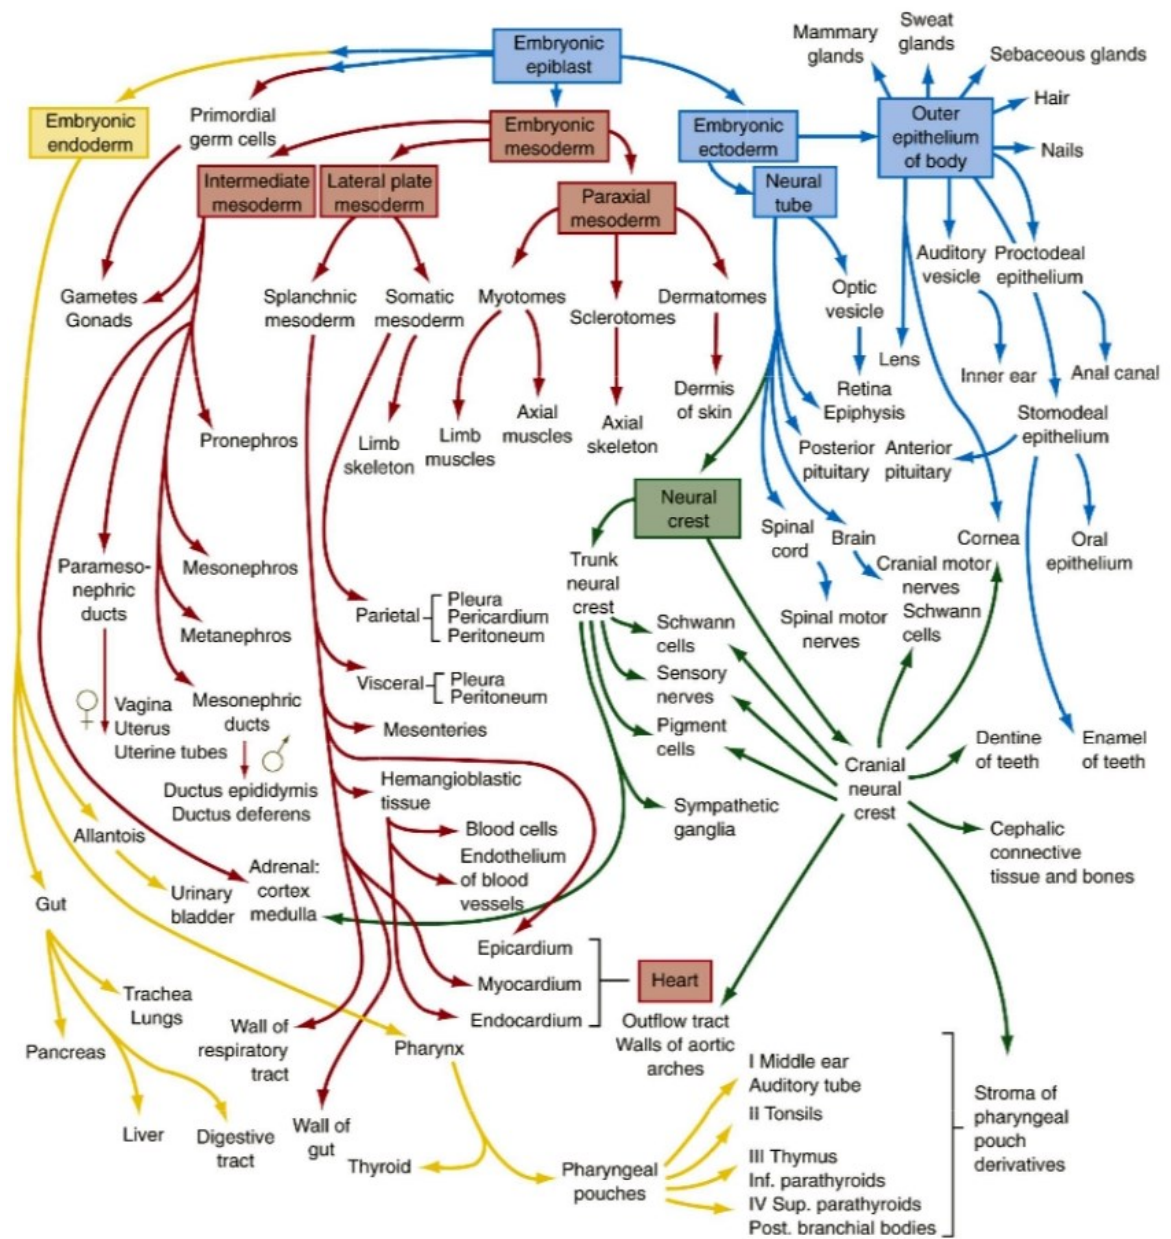 Embryonic
epiblast
Mammary
glands
Sweat
glands
Sebaceous glands
Hair
Nails
Embryonic
endoderm
Primordial
germ cells
Embryonic
mesoderm
Embryonic
ectoderm
Outer
epithelium
of body
Intermediate
mesoderm
Lateral plate
mesoderm
Paraxial
mesoderm
Neural
tube
Gametes
Gonads
Splanchnic
mesoderm
Somatic
mesoderm
Myotomes
Sclerotomes
Dermatomes
Optic
vesicle
Auditory
vesicle
Proctodeal
epithelium
Lens
Inner ear
Anal canal
Pronephros
Limb
skeleton
Limb
muscles
Axial
muscles
Axial
skeleton
Dermis
of skin
Retina
Epiphysis
Posterior
pituitary
Anterior
pituitary
Stomodeal
epithelium
Neural
crest
Spinal
cord
Brain
Cornea
Oral
epithelium
Parameso-
nephric
ducts
Mesonephros
Metanephros
Trunk
neural
crest
Cranial motor
nerves
Schwann
cells
Spinal motor
nerves
Parietal
Pleura
Pericardium
Peritoneum
Schwann
cells
Sensory
nerves
Pigment
cells
Visceral
Pleura
Peritoneum
Mesenteries
♀
Vagina
Uterus
Uterine tubes
Mesonephric
ducts
♂
Ductus epididymis
Ductus deferens
Hemangioblastic
tissue
Blood cells
Endothelium
of blood
vessels
Sympathetic
ganglia
Cranial
neural
crest
Dentine
of teeth
Enamel
of teeth
Cephalic
connective
tissue and bones
Allantois
Gut
Urinary
bladder
Adrenal:
cortex
medulla
Epicardium
Myocardium
Endocardium
Heart
Outflow tract
Walls of aortic
arches
Trachea
Lungs
Pancreas
Liver
Digestive
tract
Wall of
respiratory
tract
Wall of
gut
Pharynx
Thyroid
Pharyngeal
pouches
I Middle ear
Auditory tube
II Tonsils
III Thymus
Inf. parathyroids
IV Sup. parathyroids
Post. branchial bodies
Stroma of
pharyngeal
pouch
derivatives